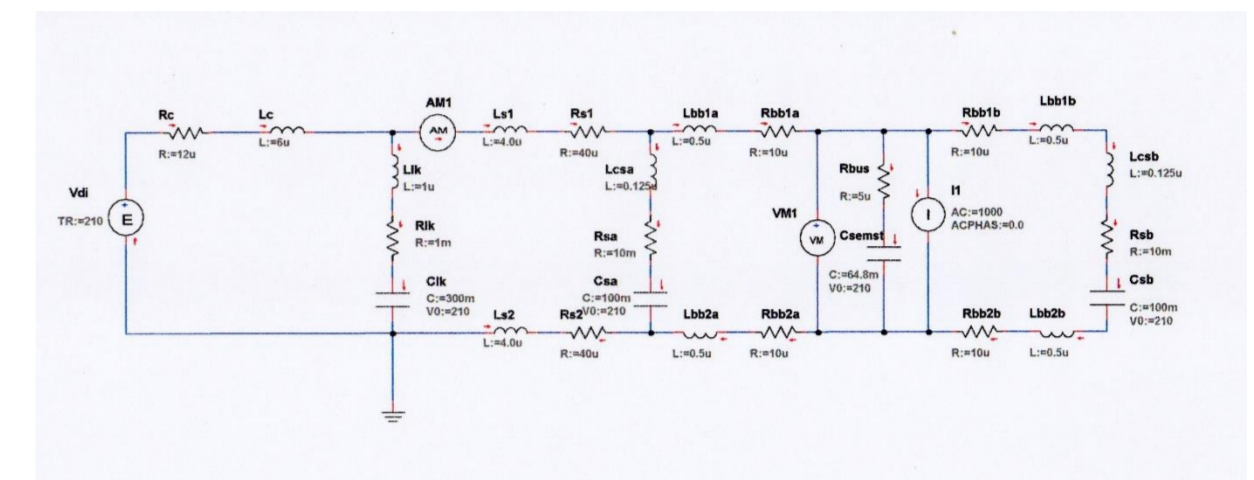 Rc
R:=12u
Lc
L:=6u
AM1
AM
Ls1
L:=4.0u
Rs1
R:=40u
Lbb1a
L:=0.5u
Rbb1a
R:=10u
Rbb1b
R:=10u
Lbb1b
L:=0.5u
Vdi
TR:=210
E
Llk
L:=1u
Rlk
R:=1m
Clk
C:=300m
V0:=210
Lcsa
L:=0.125u
Rsa
R:=10m
Csa
C:=100m
V0:=210
VM1
VM
Rbus
R:=5u
Csemst
C:=64.8m
V0:=210
I1
I
AC:=1000
ACPHAS:=0.0
Lcsb
L:=0.125u
Rsb
R:=10m
Csb
C:=100m
V0:=210
Ls2
L:=4.0u
Rs2
R:=40u
Lbb2a
L:=0.5u
Rbb2a
R:=10u
Rbb2b
R:=10u
Lbb2b
L:=0.5u